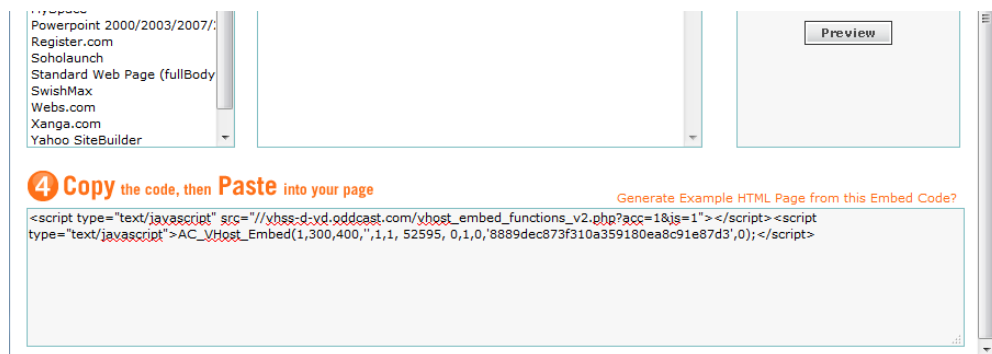 MySpace
Powerpoint 2000/2003/2007/
Register.com
Soholaunch
Standard Web Page (fullBody
SwishMax
Webs.com
Xanga.com
Yahoo SiteBuilder
Preview
4 Copy the code, then Paste into your page
Generate Example HTML Page from this Embed Code?
<script type="text/javascript" src="//vhss-d-vd.oddcast.com/vhost_embed_functions_v2.php?acc=1&js=1"></script><script
type="text/javascript">AC_VHost_Embed(1,300,400,'',1,1, 52595, 0,1,0,'8889dec873f310a359180ea8c91e87d3',0);</script>